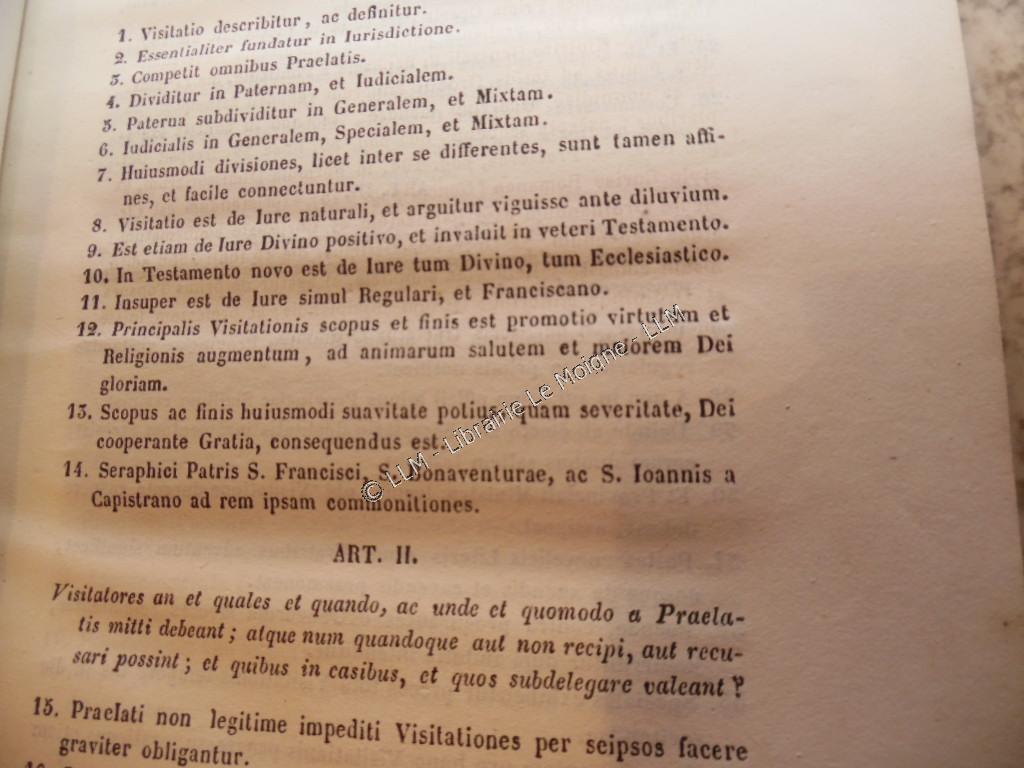 1. Visitatio describitur, ac definitur.
2. Essentialiter fundatur in Iurisdictione.
3. Competit omnibus Praelatis.
4. Dividitur in Paternam, et Iudicialem.
5. Paterua subdividitur in Generalem, et Mixtam.
6. Iudicialis in Generalem, Specialem, et Mixtam.
7. Huiusmodi divisiones, licet inter se differentes, sunt tamen affi-
nes, et facile connectuntur.
8. Visitatio est de Iure naturali, et arguitur viguisse ante diluvium.
9. Est etiam de Iure Divino positivo, et invaluit in veteri Testamento.
10. In Testamento novo est de Iure tum Divino, tum Ecclesiastico.
11. Insuper est de Iure simul Regulari, et Franciscano.
12. Principalis Visitationis scopus et finis est promotio virtutum et
Religionis augmentum, ad animarum salutem et maiorem Dei
gloriam.
13. Scopus ac finis huiusmodi suavitate potius quam severitate, Dei
cooperante Gratia, consequendus est.
14. Seraphici Patris S. Francisci, S. Bonaventurae, ac S. Ioannis a
Capistrano ad rem ipsam commonitiones.
© LLM - Librairie Le Moigne - LLM
ART. II.
Visitatores an et quales et quando, ac unde et quomodo a Praela-
tis mitti debeant; atque num quandoque aut non recipi, aut recu-
sari possint; et quibus in casibus, et quos subdelegare valeant?
15. Praelati non legitime impediti Visitationes per seipsos facere
graviter obligantur.